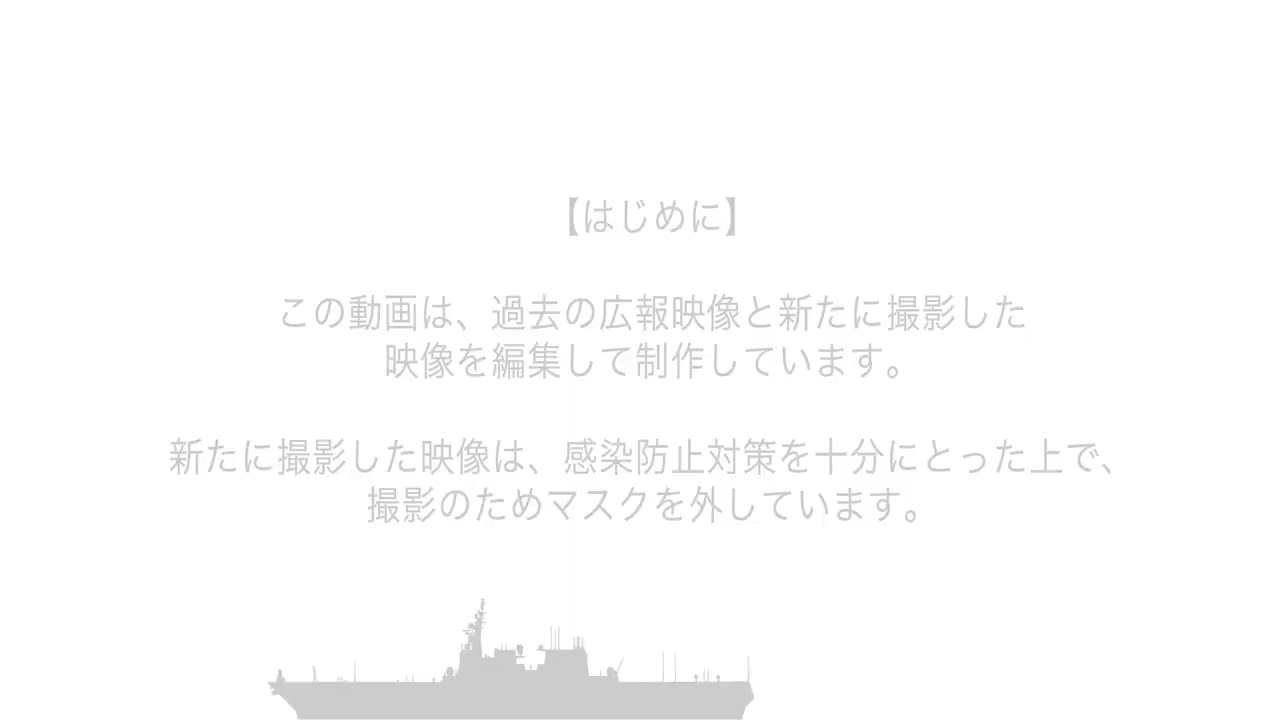 【はじめに】
この動画は、過去の広報映像と新たに撮影した
映像を編集して制作しています。
新たに撮影した映像は、感染防止対策を十分にとった上で、
撮影のためマスクを外しています。